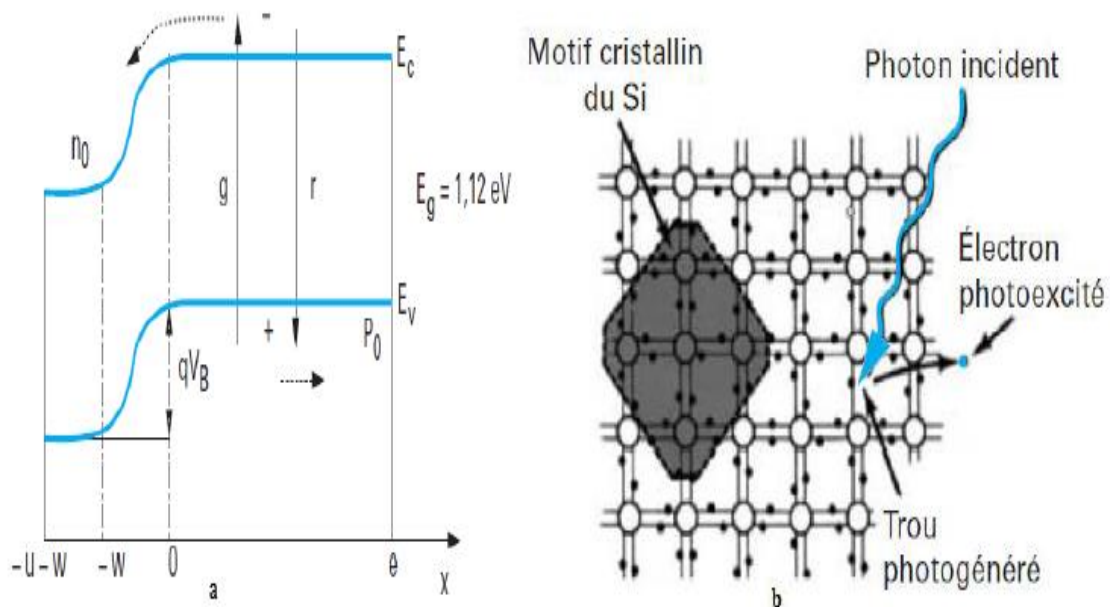 -
E_c
n_0
g
r
E_g = 1,12 eV
E_v
+
P_0
qV_B
-u-w
-w
0
e
x
a
Motif cristallin
du Si
Photon incident
Électron
photoexcité
Trou
photogénéré
b